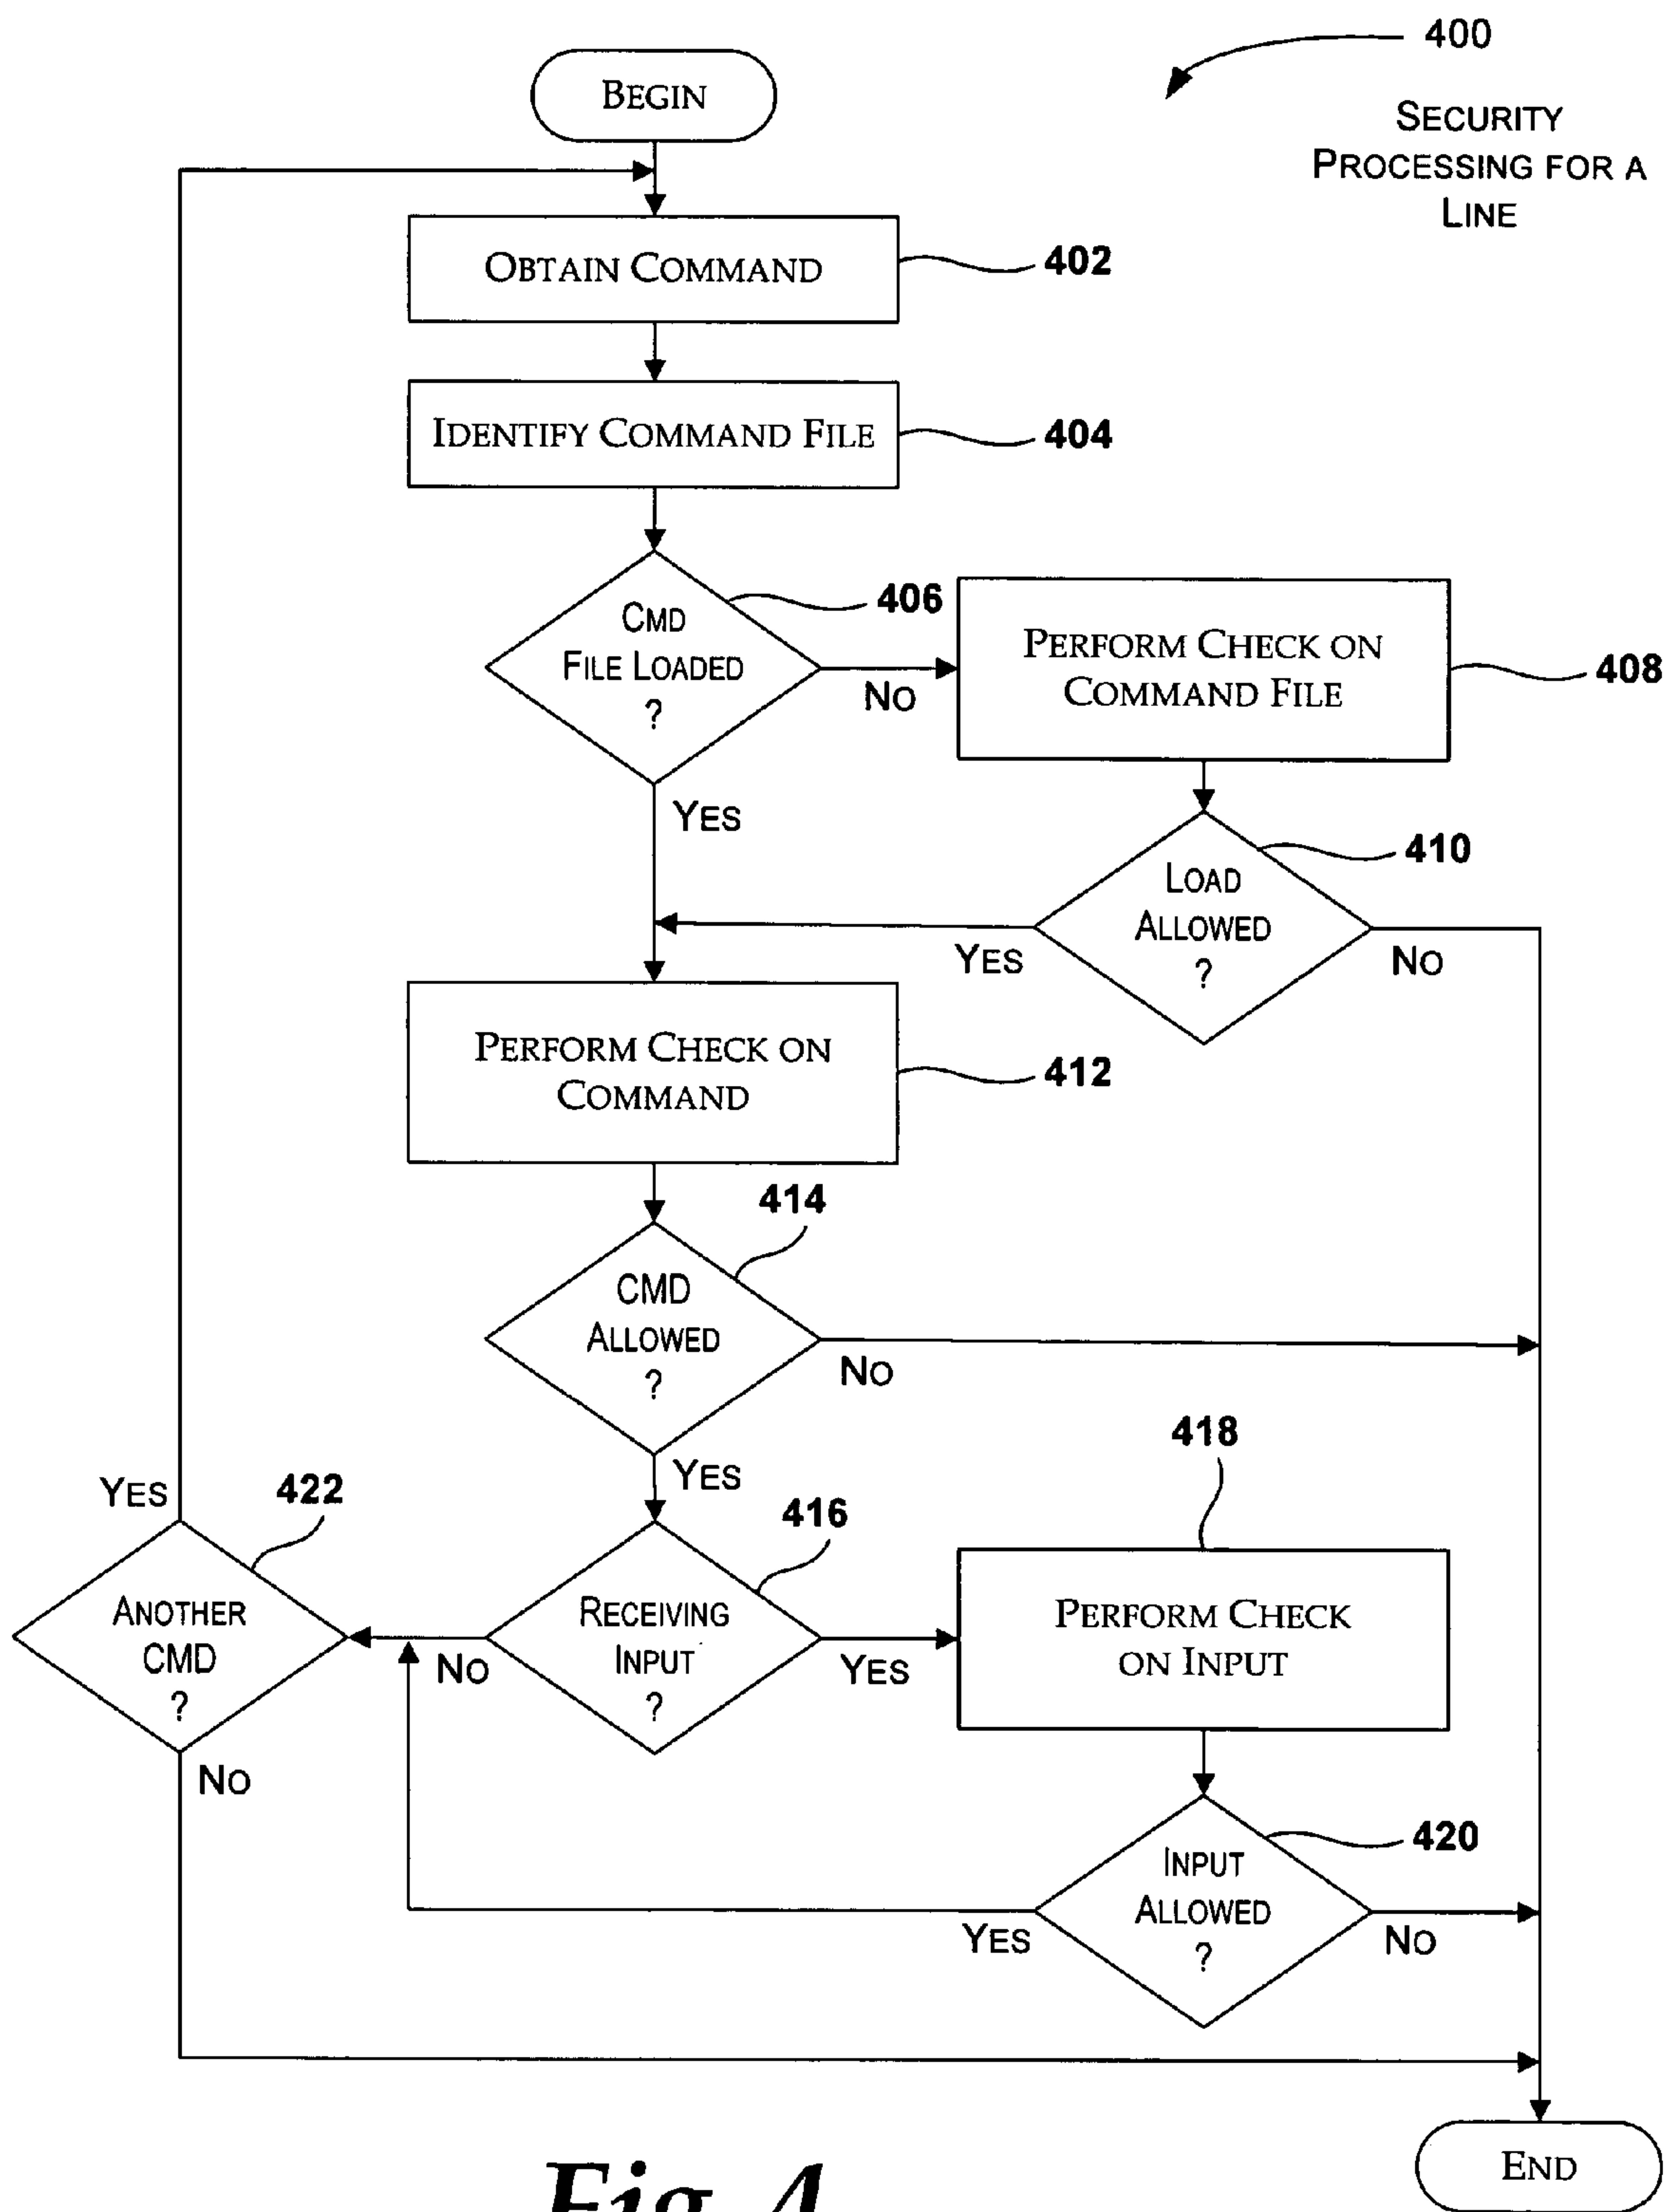 400
SECURITY
PROCESSING FOR A
LINE
BEGIN
OBTAIN COMMAND
402
IDENTIFY COMMAND FILE
404
CMD
FILE LOADED
?
406
NO
YES
PERFORM CHECK ON
COMMAND FILE
408
LOAD
ALLOWED
?
410
YES
NO
PERFORM CHECK ON
COMMAND
412
CMD
ALLOWED
?
414
NO
YES
RECEIVING
INPUT
?
416
NO
YES
PERFORM CHECK
ON INPUT
418
INPUT
ALLOWED
?
420
YES
NO
ANOTHER
CMD
?
422
YES
NO
END
Fig. 4